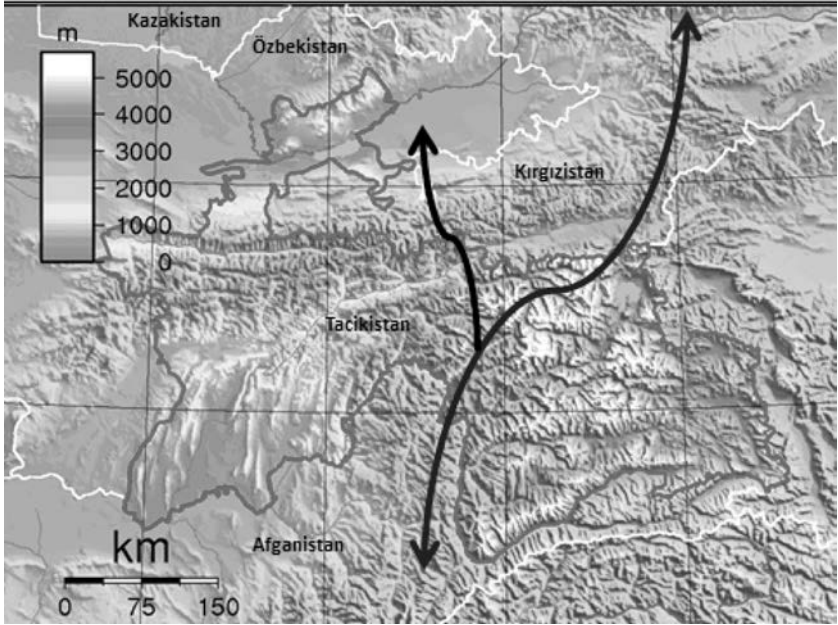 Kazakistan
m
Özbekistan
5000
4000
3000
2000
1000
0
Kırgızistan
Tacikistan
Afganistan
km
0 75 150